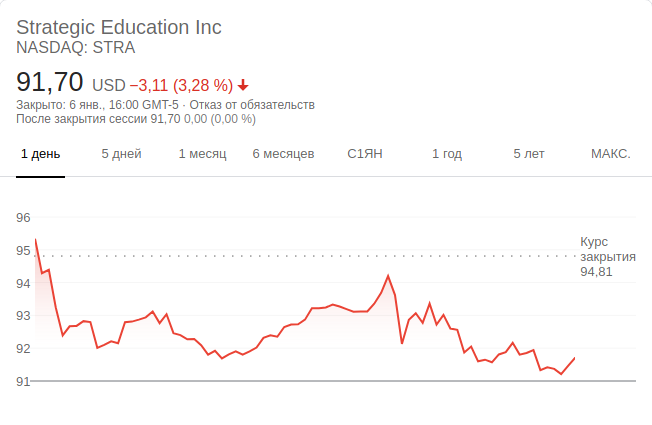 Strategic Education Inc
NASDAQ: STRA
91,70 USD −3,11 (3,28 %)
Закрыто: 6 янв., 16:00 GMT-5 · Отказ от обязательств
После закрытия сессии 91,70 0,00 (0,00 %)
1 день 5 дней 1 месяц 6 месяцев С1ЯН 1 год 5 лет МАКС.
96
95
94
93
92
91
Курс
закрытия
94,81